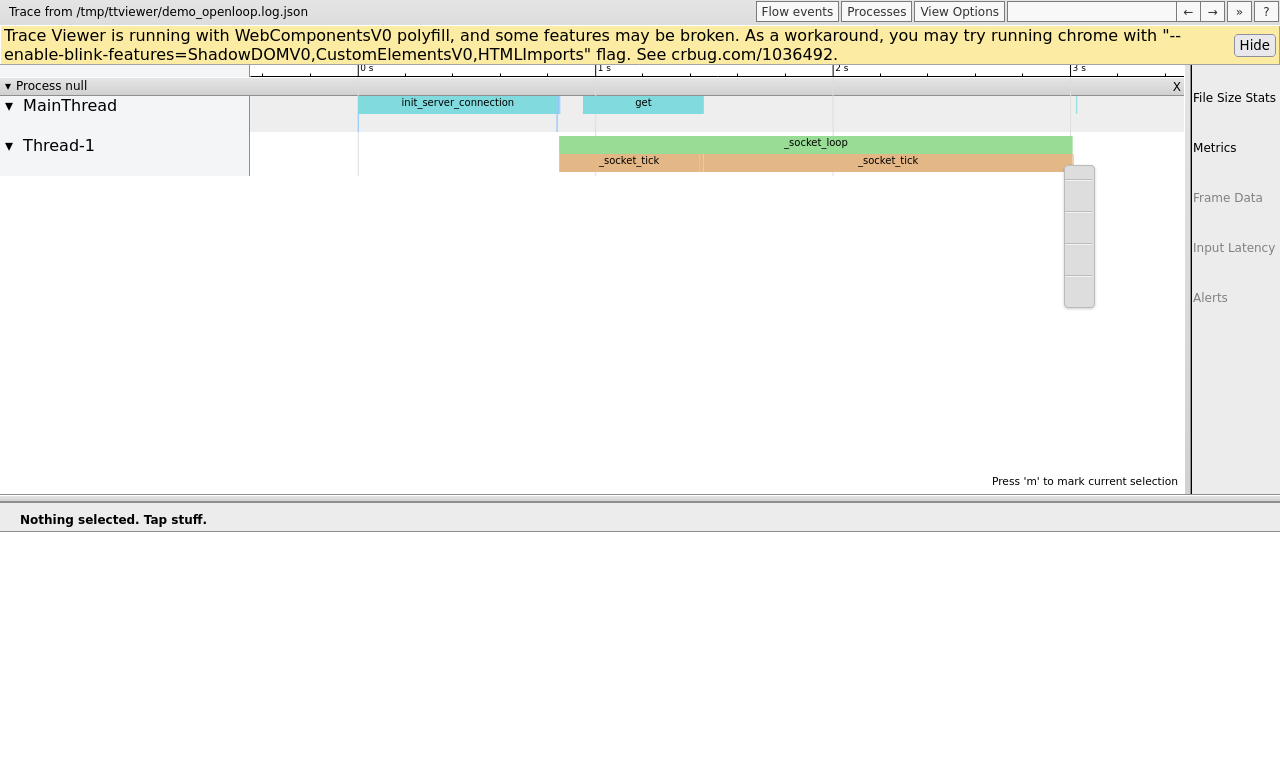 Trace from /tmp/ttviewer/demo_openloop.log.json
Flow events Processes View Options ← → » ?
Trace Viewer is running with WebComponentsV0 polyfill, and some features may be broken. As a workaround, you may try running chrome with "--
enable-blink-features=ShadowDOMV0,CustomElementsV0,HTMLImports" flag. See crbug.com/1036492.
Hide
0 s 1 s 2 s 3 s
▾ Process null X
▼ MainThread
init_server_connection get
▼ Thread-1
_socket_loop
_socket_tick _socket_tick
File Size Stats
Metrics
Frame Data
Input Latency
Alerts
Press 'm' to mark current selection
Nothing selected. Tap stuff.